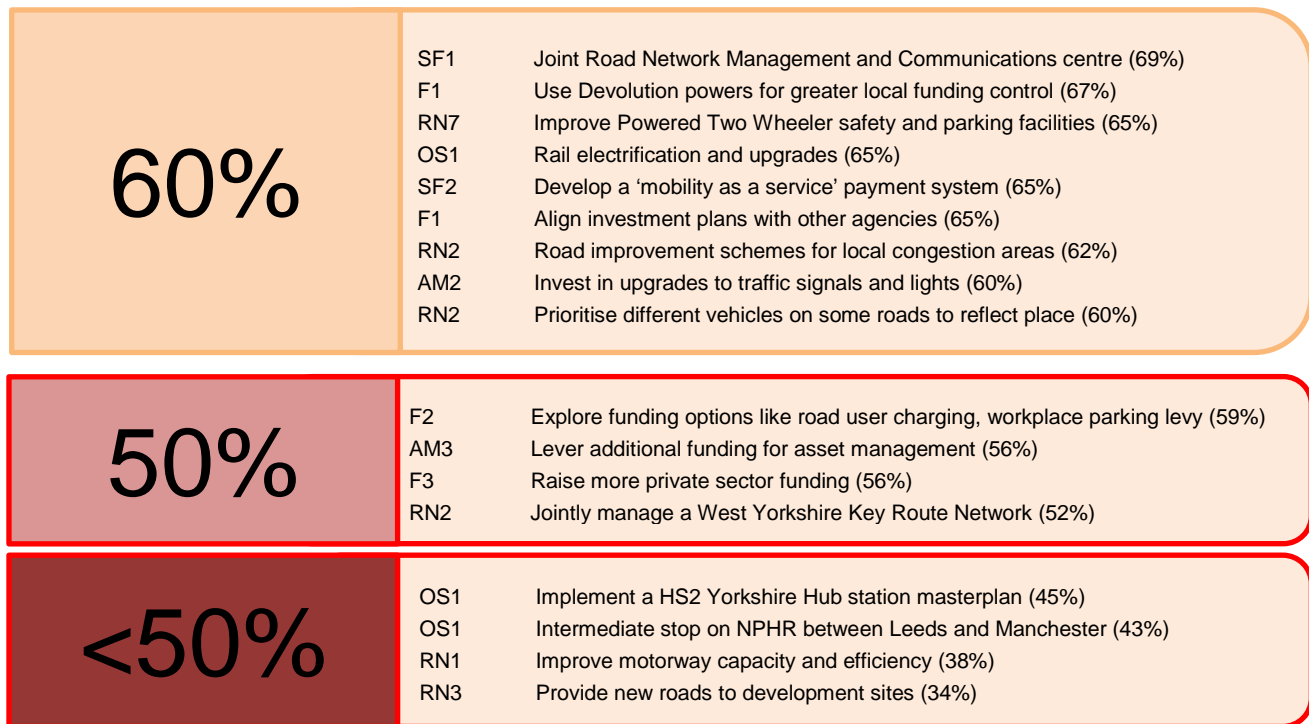 60%
SF1 Joint Road Network Management and Communications centre (69%)
F1 Use Devolution powers for greater local funding control (67%)
RN7 Improve Powered Two Wheeler safety and parking facilities (65%)
OS1 Rail electrification and upgrades (65%)
SF2 Develop a ‘mobility as a service’ payment system (65%)
F1 Align investment plans with other agencies (65%)
RN2 Road improvement schemes for local congestion areas (62%)
AM2 Invest in upgrades to traffic signals and lights (60%)
RN2 Prioritise different vehicles on some roads to reflect place (60%)
50%
F2 Explore funding options like road user charging, workplace parking levy (59%)
AM3 Lever additional funding for asset management (56%)
F3 Raise more private sector funding (56%)
RN2 Jointly manage a West Yorkshire Key Route Network (52%)
<50%
OS1 Implement a HS2 Yorkshire Hub station masterplan (45%)
OS1 Intermediate stop on NPHR between Leeds and Manchester (43%)
RN1 Improve motorway capacity and efficiency (38%)
RN3 Provide new roads to development sites (34%)